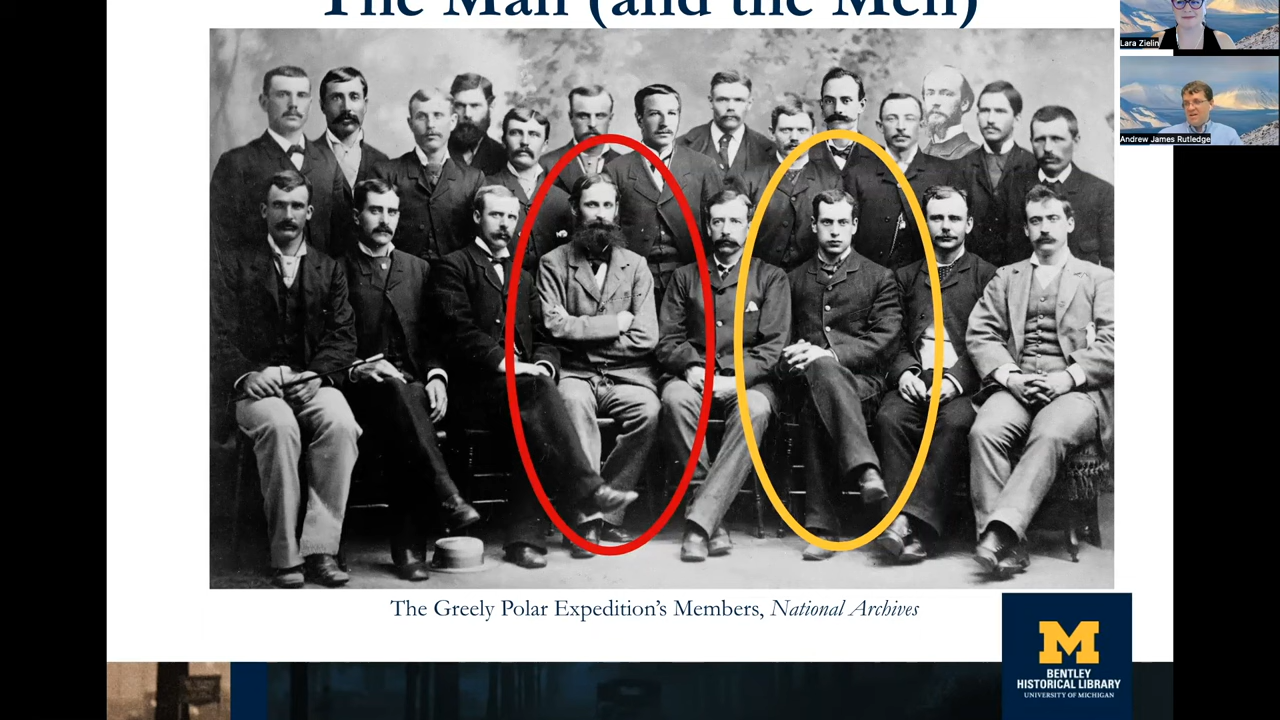 The Man (and the Men)
Lara Zielin
Andrew James Rutledge
The Greely Polar Expedition's Members, National Archives
M
BENTLEY
HISTORICAL LIBRARY
UNIVERSITY OF MICHIGAN